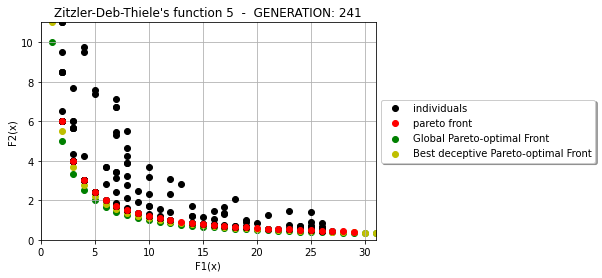 Zitzler-Deb-Thiele's function 5 - GENERATION: 241
10
8
6
4
2
0
F2(x)
0 5 10 15 20 25 30
F1(x)
individuals
pareto front
Global Pareto-optimal Front
Best deceptive Pareto-optimal Front